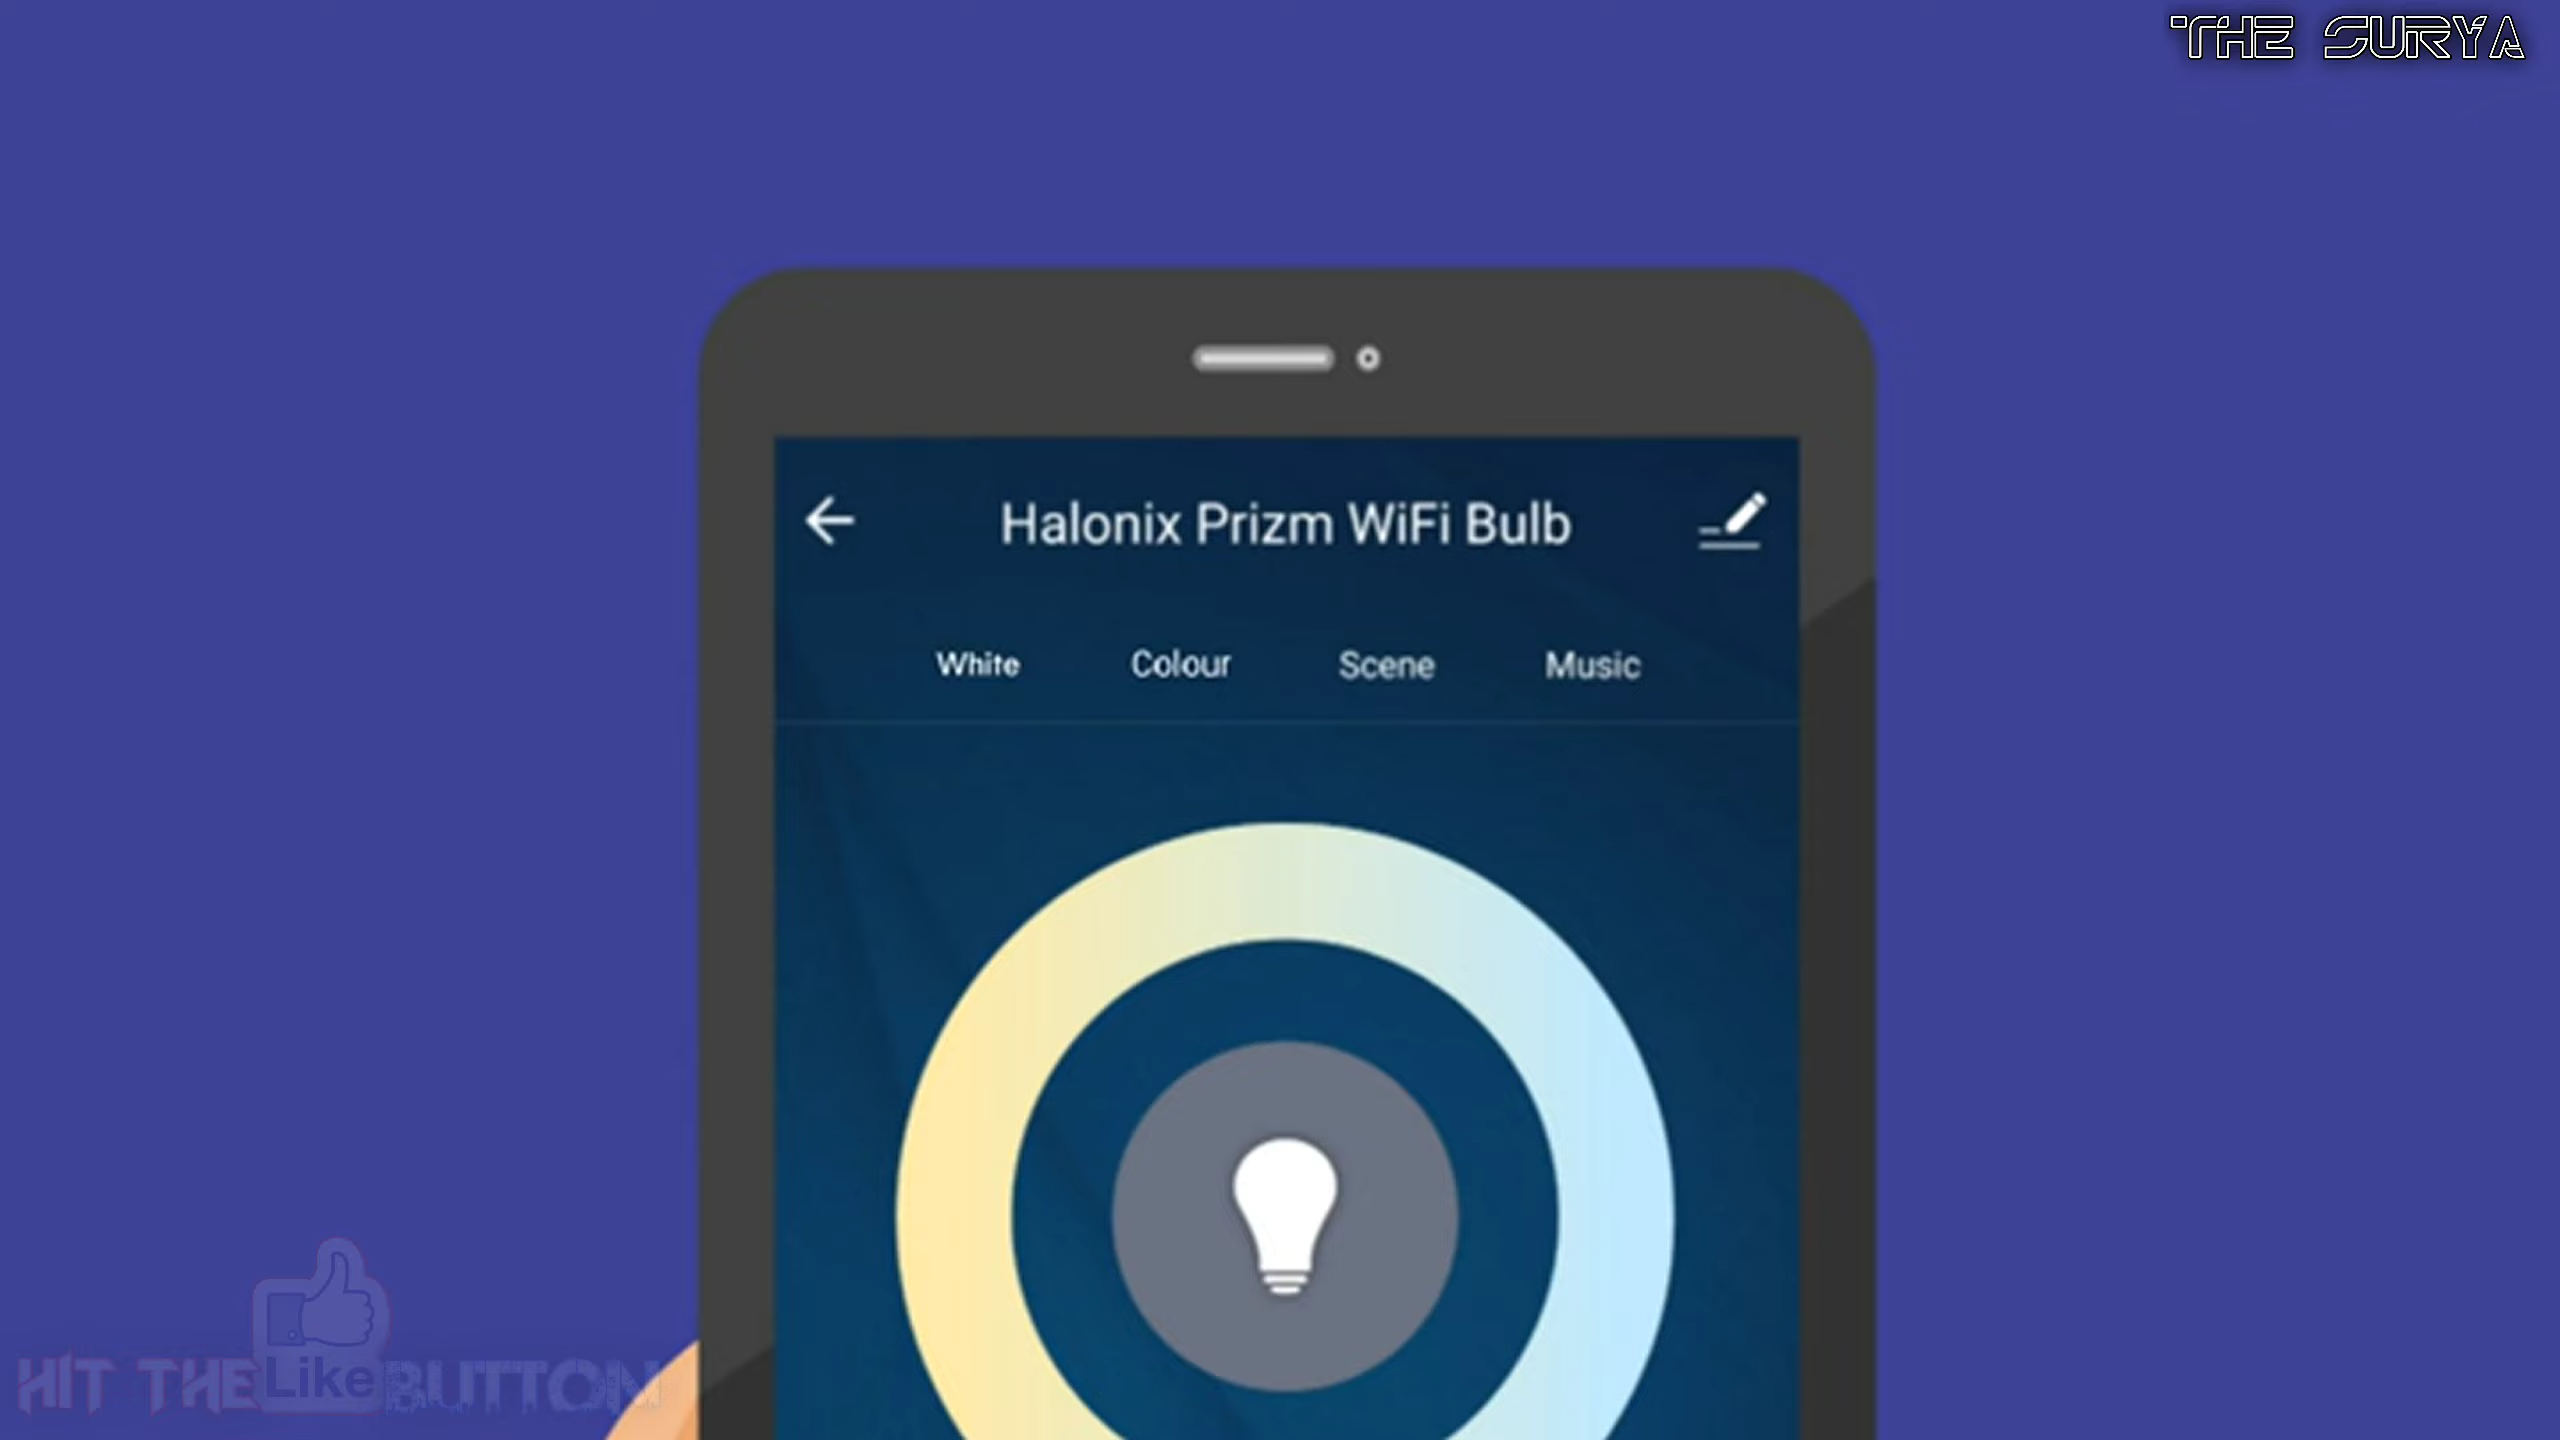 THE SURYA
Halonix Prizm WiFi Bulb
White Colour Scene Music
HIT THE Like BUTTON